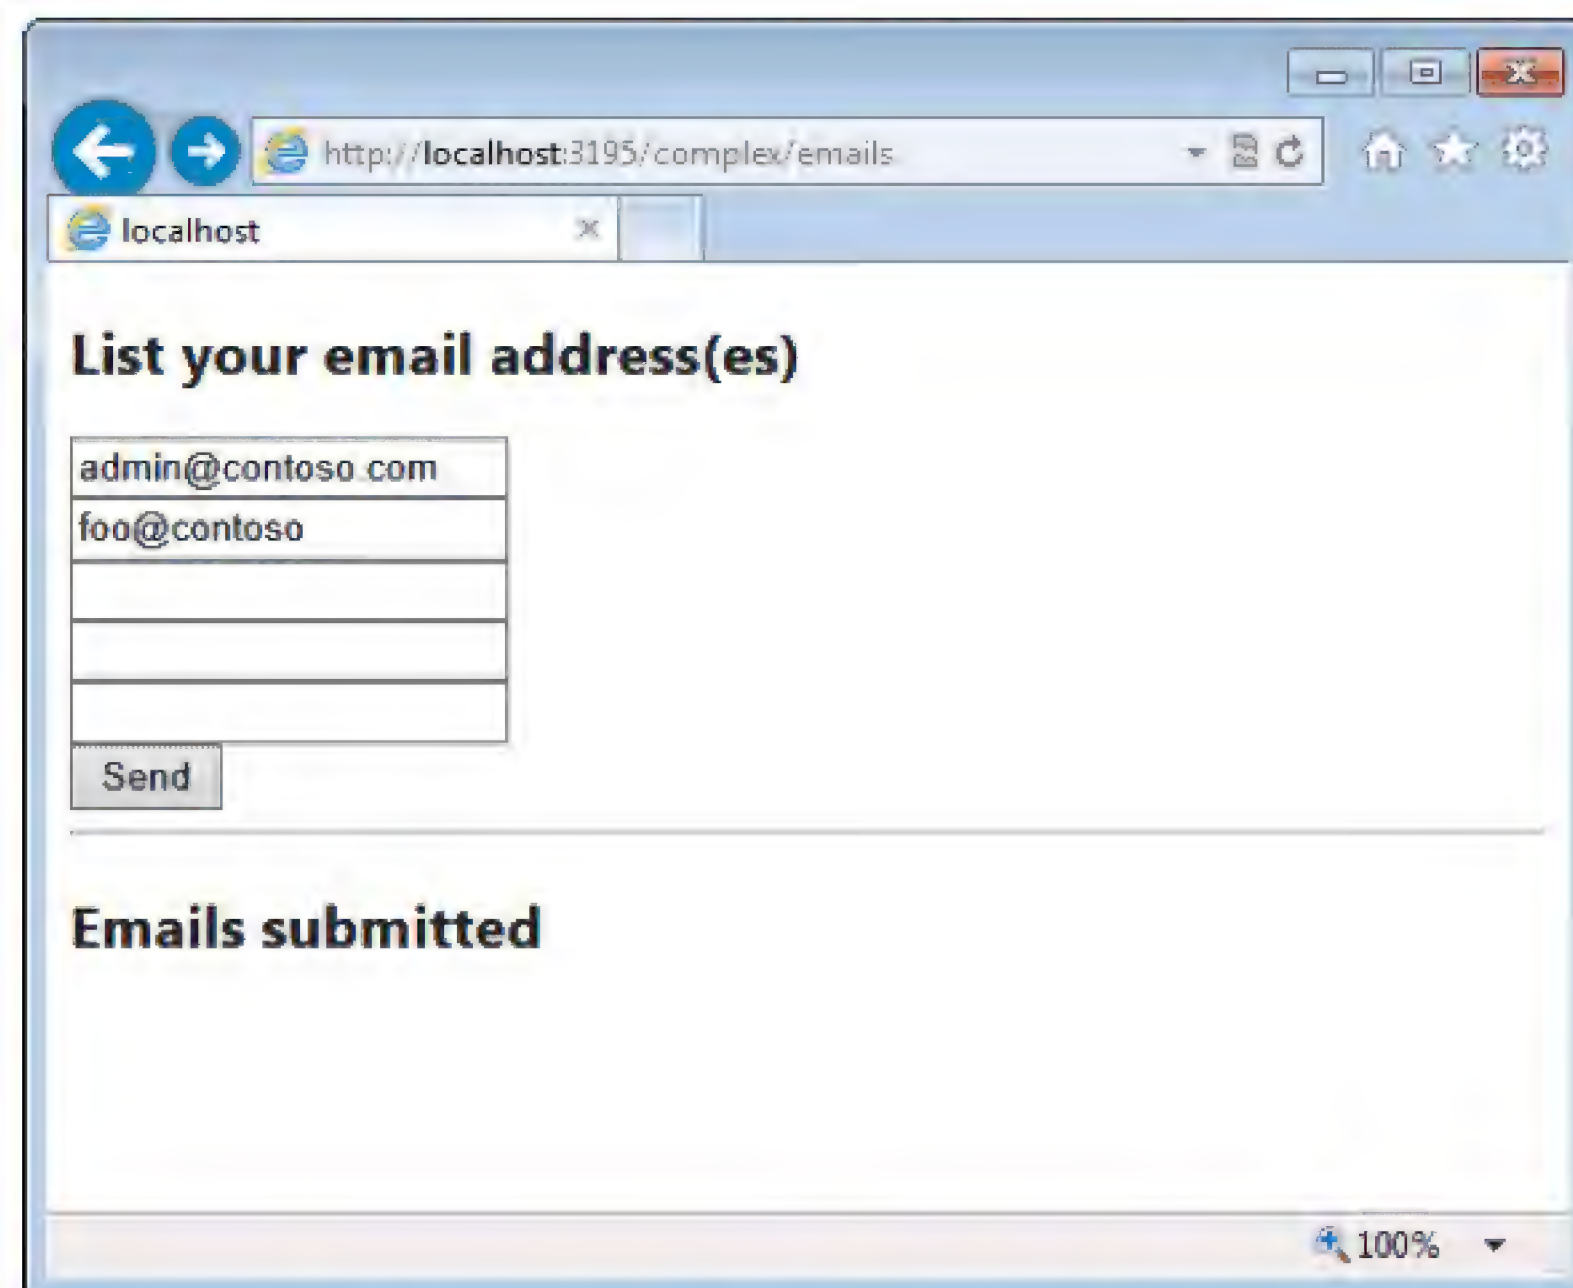 http://localhost:3195/complex/emails
localhost
List your email address(es)
admin@contoso.com
foo@contoso
Send
Emails submitted
100%